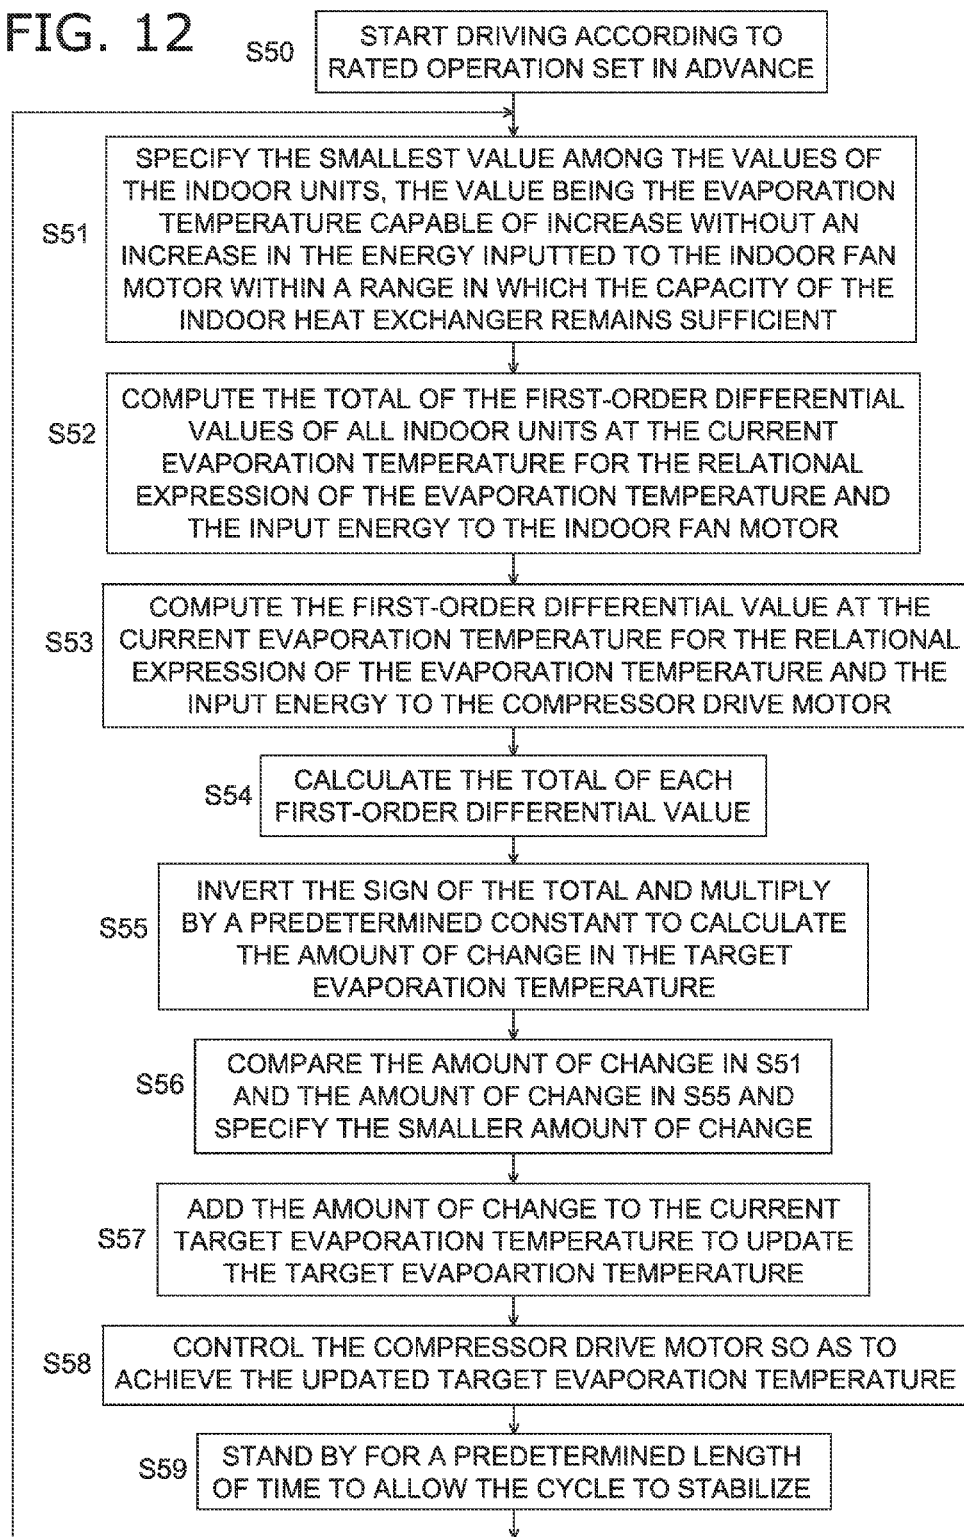 FIG. 12
S50
START DRIVING ACCORDING TO
RATED OPERATION SET IN ADVANCE
S51
SPECIFY THE SMALLEST VALUE AMONG THE VALUES OF
THE INDOOR UNITS, THE VALUE BEING THE EVAPORATION
TEMPERATURE CAPABLE OF INCREASE WITHOUT AN
INCREASE IN THE ENERGY INPUTTED TO THE INDOOR FAN
MOTOR WITHIN A RANGE IN WHICH THE CAPACITY OF THE
INDOOR HEAT EXCHANGER REMAINS SUFFICIENT
S52
COMPUTE THE TOTAL OF THE FIRST-ORDER DIFFERENTIAL
VALUES OF ALL INDOOR UNITS AT THE CURRENT
EVAPORATION TEMPERATURE FOR THE RELATIONAL
EXPRESSION OF THE EVAPORATION TEMPERATURE AND
THE INPUT ENERGY TO THE INDOOR FAN MOTOR
S53
COMPUTE THE FIRST-ORDER DIFFERENTIAL VALUE AT THE
CURRENT EVAPORATION TEMPERATURE FOR THE RELATIONAL
EXPRESSION OF THE EVAPORATION TEMPERATURE AND THE
INPUT ENERGY TO THE COMPRESSOR DRIVE MOTOR
S54
CALCULATE THE TOTAL OF EACH
FIRST-ORDER DIFFERENTIAL VALUE
S55
INVERT THE SIGN OF THE TOTAL AND MULTIPLY
BY A PREDETERMINED CONSTANT TO CALCULATE
THE AMOUNT OF CHANGE IN THE TARGET
EVAPORATION TEMPERATURE
S56
COMPARE THE AMOUNT OF CHANGE IN S51
AND THE AMOUNT OF CHANGE IN S55 AND
SPECIFY THE SMALLER AMOUNT OF CHANGE
S57
ADD THE AMOUNT OF CHANGE TO THE CURRENT
TARGET EVAPORATION TEMPERATURE TO UPDATE
THE TARGET EVAPOARTION TEMPERATURE
S58
CONTROL THE COMPRESSOR DRIVE MOTOR SO AS TO
ACHIEVE THE UPDATED TARGET EVAPORATION TEMPERATURE
S59
STAND BY FOR A PREDETERMINED LENGTH
OF TIME TO ALLOW THE CYCLE TO STABILIZE